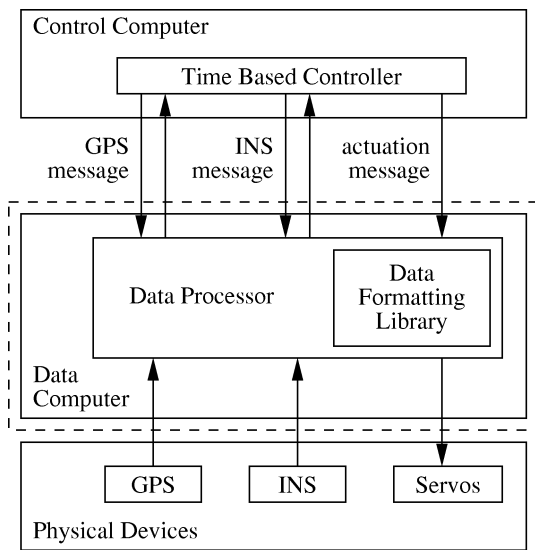 Control Computer
Time Based Controller
GPS
message
INS
message
actuation
message
Data Processor
Data
Formatting
Library
Data
Computer
GPS
INS
Servos
Physical Devices